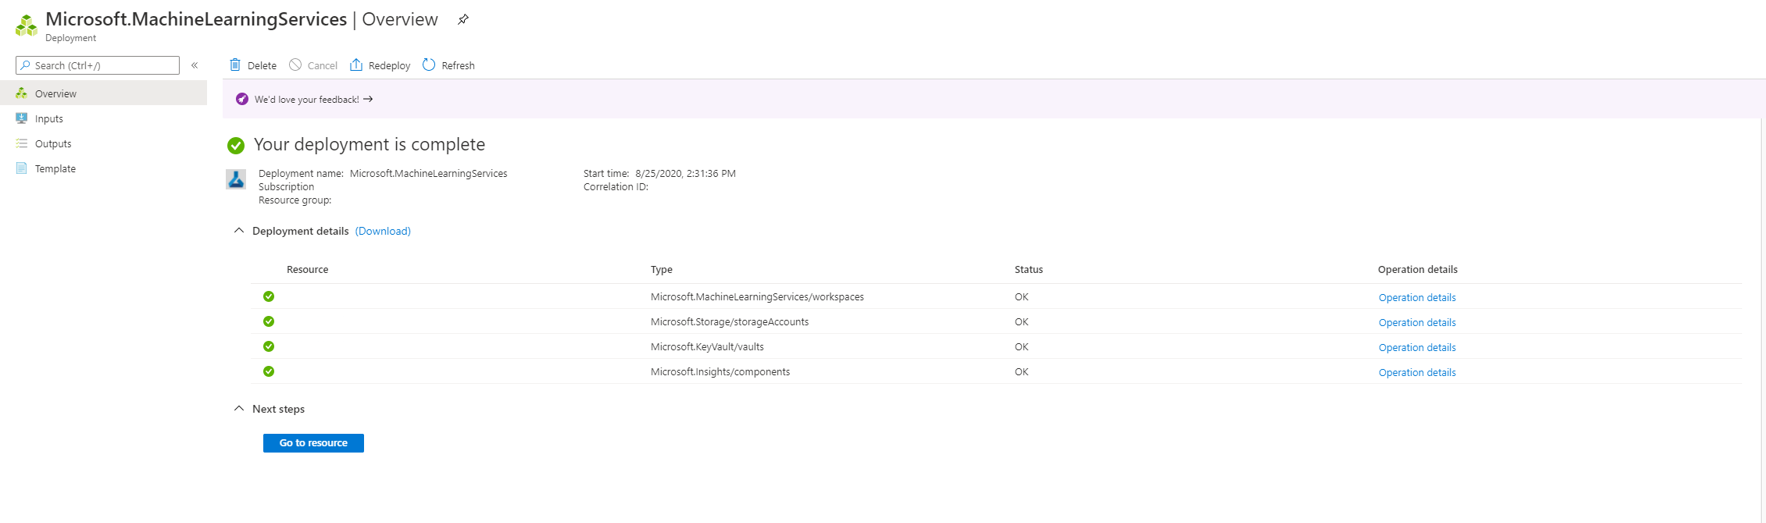 Microsoft.MachineLearningServices | Overview
Deployment
Search (Ctrl+/)
«
Overview
Inputs
Outputs
Template
Delete
Cancel
Redeploy
Refresh
We'd love your feedback! →
Your deployment is complete
Deployment name: Microsoft.MachineLearningServices
Subscription
Resource group:
Start time: 8/25/2020, 2:31:36 PM
Correlation ID:
Deployment details (Download)
Resource Type Status Operation details
Microsoft.MachineLearningServices/workspaces OK Operation details
Microsoft.Storage/storageAccounts OK Operation details
Microsoft.KeyVault/vaults OK Operation details
Microsoft.Insights/components OK Operation details
Next steps
Go to resource